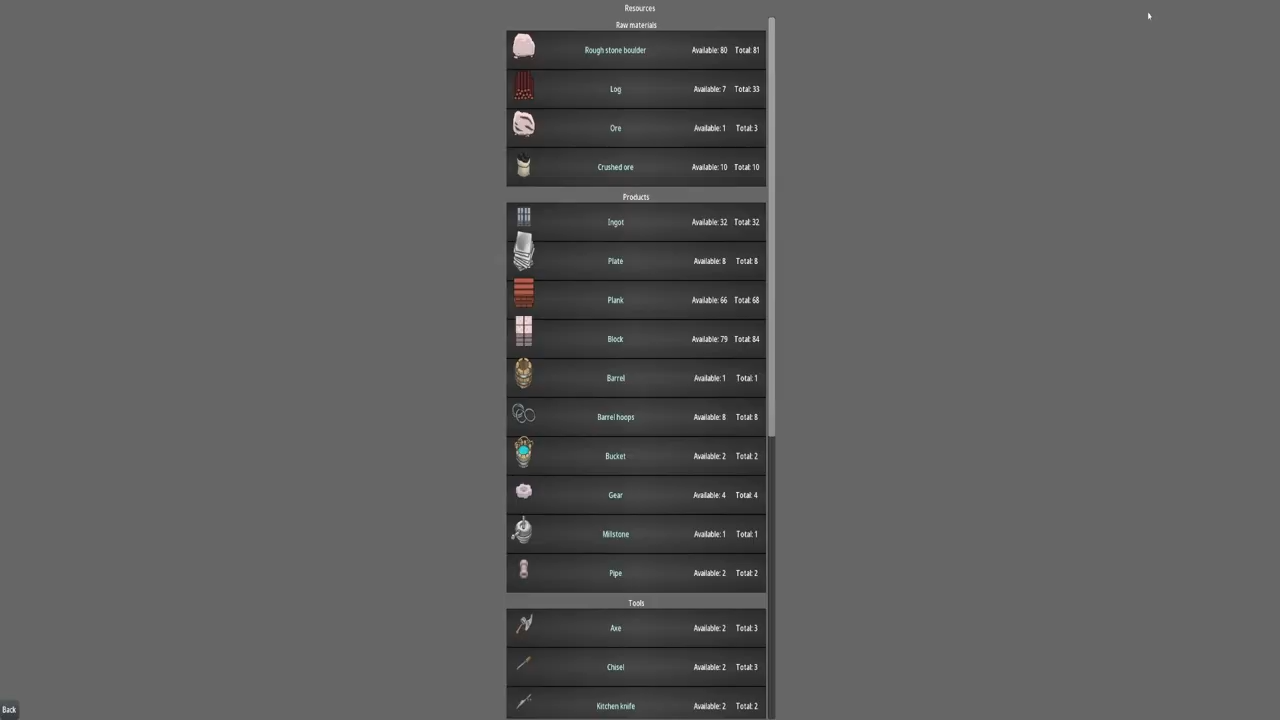 Resources
Raw materials
Rough stone boulder Available: 80 Total: 81
Log Available: 7 Total: 33
Ore Available: 1 Total: 3
Crushed ore Available: 10 Total: 10
Products
Ingot Available: 32 Total: 32
Plate Available: 8 Total: 8
Plank Available: 66 Total: 68
Block Available: 79 Total: 84
Barrel Available: 1 Total: 1
Barrel hoops Available: 8 Total: 8
Bucket Available: 2 Total: 2
Gear Available: 4 Total: 4
Millstone Available: 1 Total: 1
Pipe Available: 2 Total: 2
Tools
Axe Available: 2 Total: 3
Chisel Available: 2 Total: 3
Kitchen knife Available: 2 Total: 2
Back